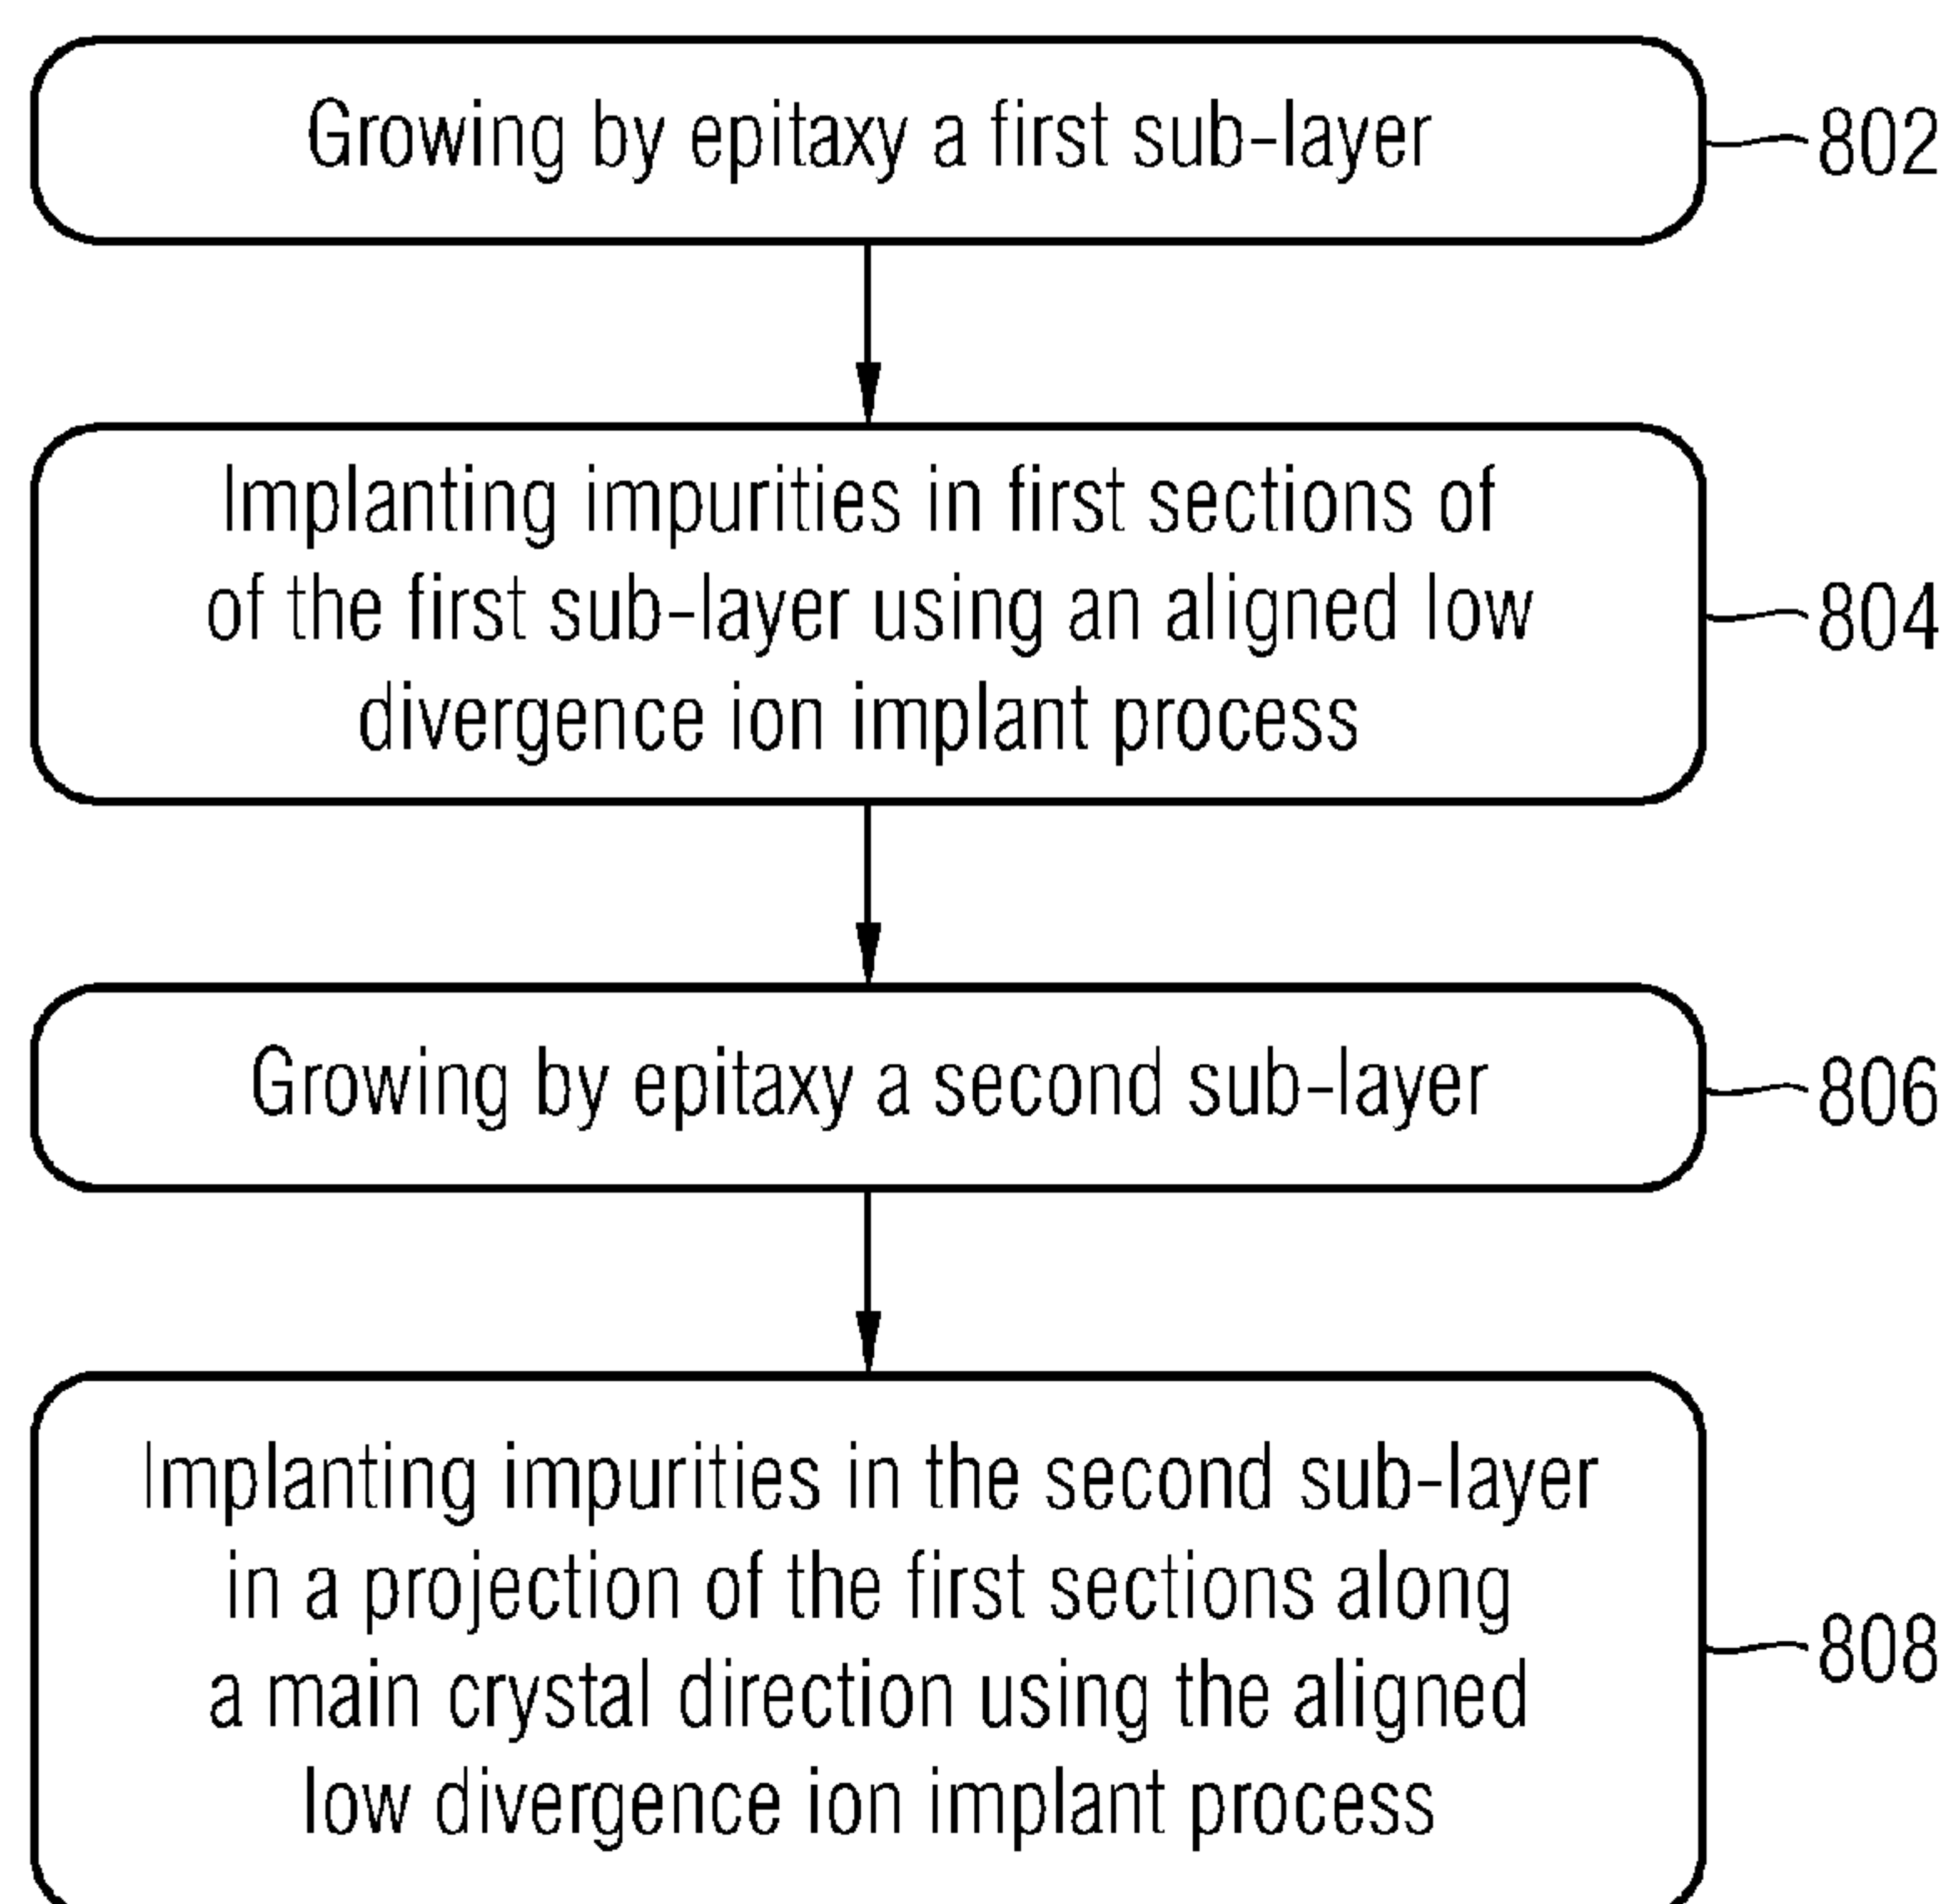 Growing by epitaxy a first sub-layer
802
Implanting impurities in first sections of
of the first sub-layer using an aligned low
divergence ion implant process
804
Growing by epitaxy a second sub-layer
806
Implanting impurities in the second sub-layer
in a projection of the first sections along
a main crystal direction using the aligned
low divergence ion implant process
808